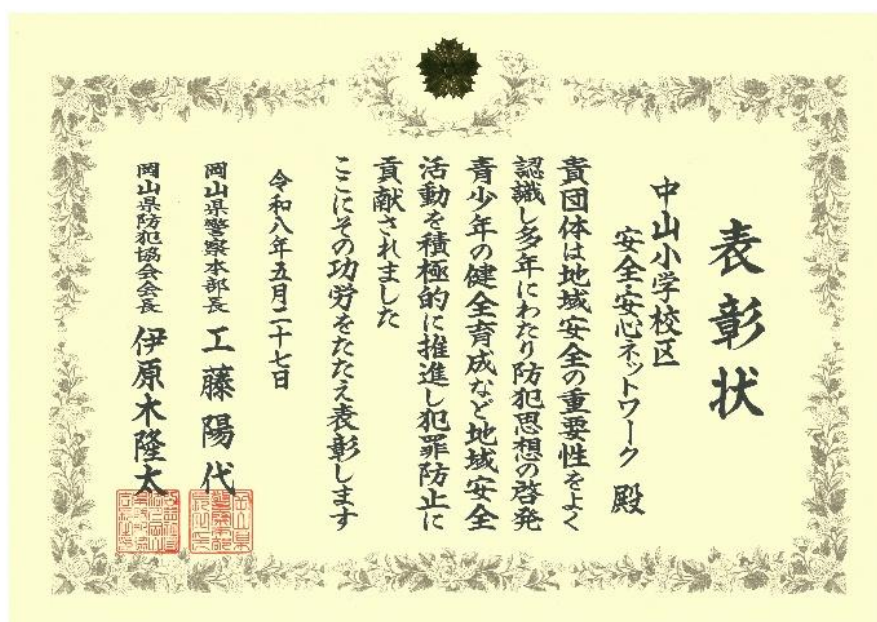 表彰状
中山小学校区
安全・安心ネットワーク 殿
貴団体は地域安全の重要性をよく
認識し多年にわたり防犯思想の啓発
青少年の健全育成など地域安全
活動を積極的に推進し犯罪防止に
貢献されました
ここにその功労をたたえ表彰します
令和八年五月二十七日
岡山県警察本部長 工藤陽代
岡山県防犯協会会長 伊原木隆太